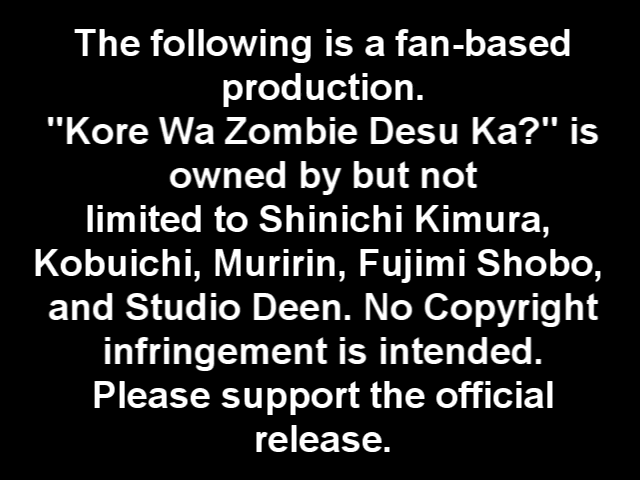 The following is a fan-based
production.
"Kore Wa Zombie Desu Ka?" is
owned by but not
limited to Shinichi Kimura,
Kobuichi, Muririn, Fujimi Shobo,
and Studio Deen. No Copyright
infringement is intended.
Please support the official
release.